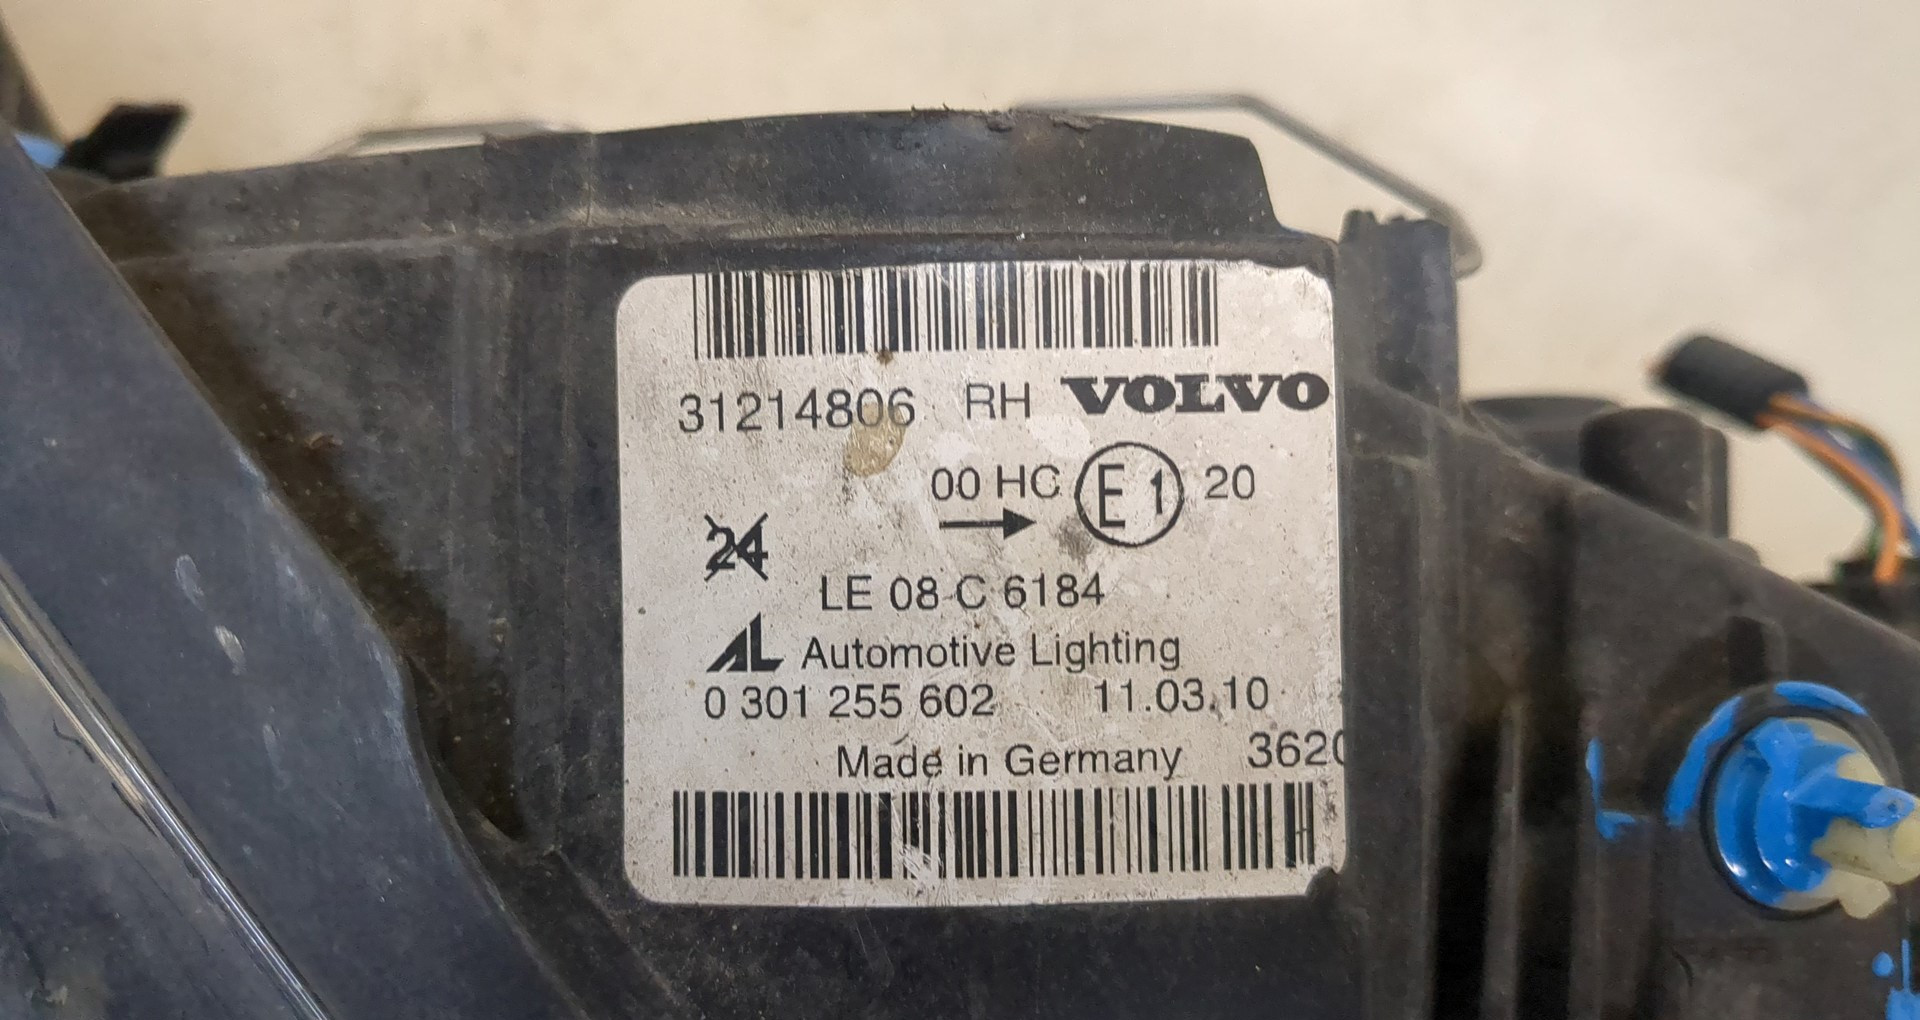 31214806 RH VOLVO
00 HC E1 20
24
LE 08 C 6184
AL Automotive Lighting
0 301 255 602 11.03.10
Made in Germany 3620